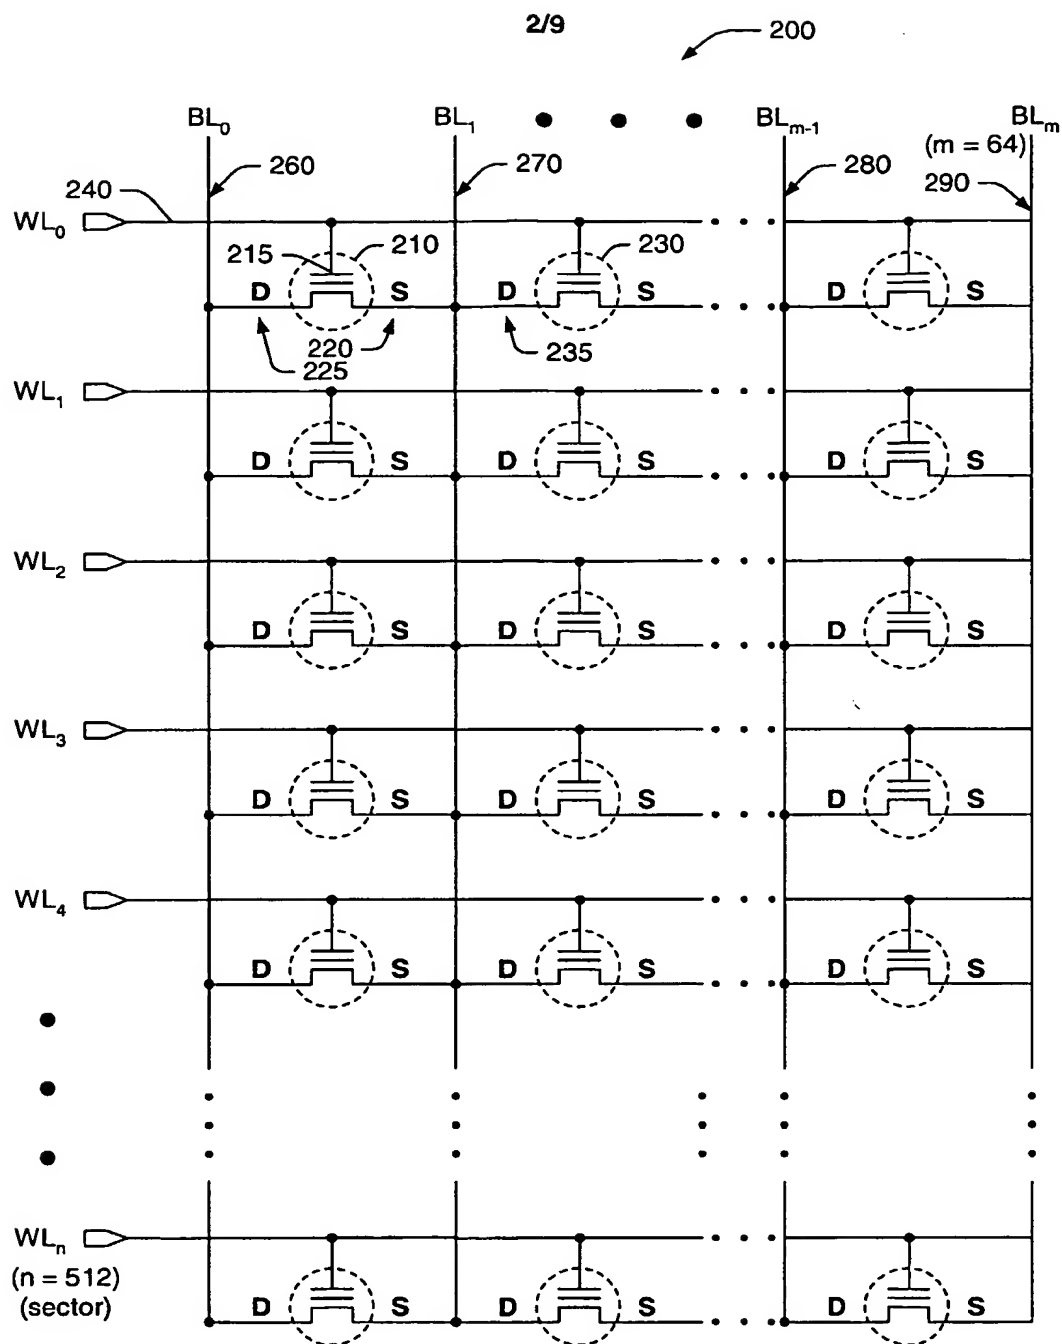 2/9
200
BL₀ BL₁ BLₘ₋₁ BLₘ
(m = 64)
260 270 280 290
240
WL₀
215 210 230
D S D S D S
220 235
225
WL₁
D S D S D S
WL₂
D S D S D S
WL₃
D S D S D S
WL₄
D S D S D S
WLₙ
(n = 512)
(sector)
D S D S D S